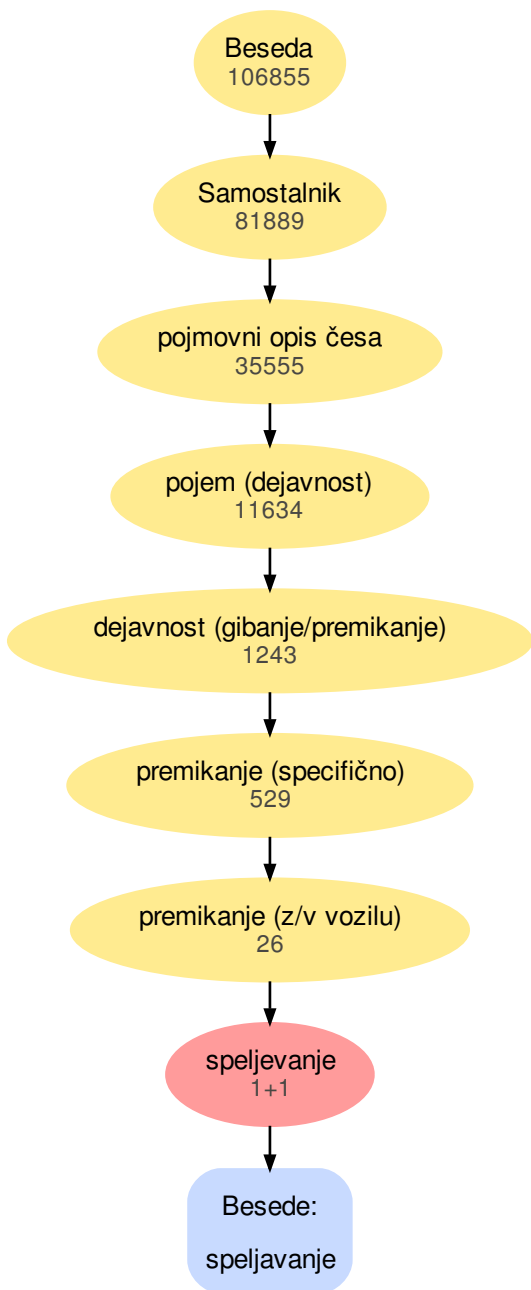 Beseda
106855
Samostalnik
81889
pojmovni opis česa
35555
pojem (dejavnost)
11634
dejavnost (gibanje/premikanje)
1243
premikanje (specifično)
529
premikanje (z/v vozilu)
26
speljevanje
1+1
Besede:
speljavanje